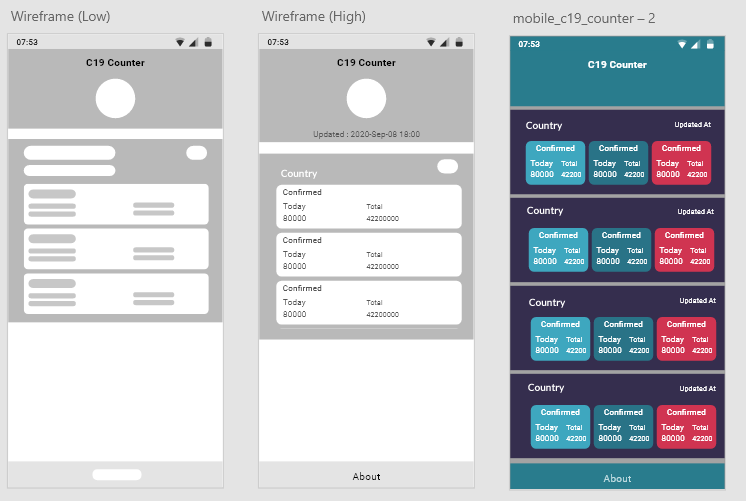 Wireframe (Low)
07:53
C19 Counter
Wireframe (High)
07:53
C19 Counter
Updated : 2020-Sep-08 18:00
Country
Confirmed
Today Total
80000 42200000
Confirmed
Today Total
80000 42200000
Confirmed
Today Total
80000 42200000
About
mobile_c19_counter – 2
07:53
C19 Counter
Country Updated At
Confirmed Confirmed Confirmed
Today Total Today Total Today Total
80000 42200 80000 42200 80000 42200
Country Updated At
Confirmed Confirmed Confirmed
Today Total Today Total Today Total
80000 42200 80000 42200 80000 42200
Country Updated At
Confirmed Confirmed Confirmed
Today Total Today Total Today Total
80000 42200 80000 42200 80000 42200
Country Updated At
Confirmed Confirmed Confirmed
Today Total Today Total Today Total
80000 42200 80000 42200 80000 42200
About